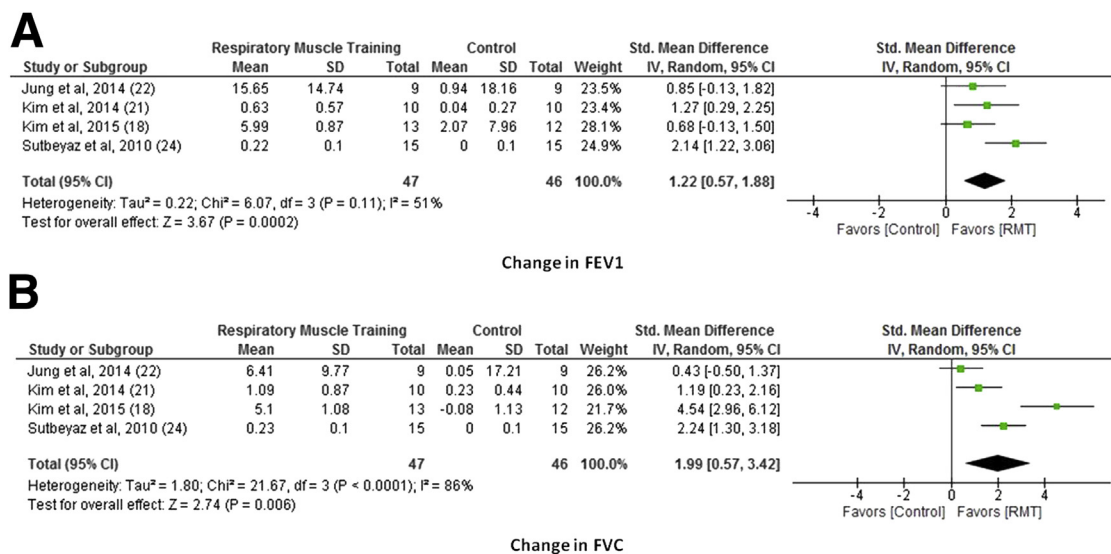 A
Respiratory Muscle Training Control Std. Mean Difference Std. Mean Difference
Study or Subgroup Mean SD Total Mean SD Total Weight IV, Random, 95% CI IV, Random, 95% CI
Jung et al, 2014 (22) 15.65 14.74 9 0.94 18.16 9 23.5% 0.85 [-0.13, 1.82]
Kim et al, 2014 (21) 0.63 0.57 10 0.04 0.27 10 23.4% 1.27 [0.29, 2.25]
Kim et al, 2015 (18) 5.99 0.87 13 2.07 7.96 12 28.1% 0.68 [-0.13, 1.50]
Sutbeyaz et al, 2010 (24) 0.22 0.1 15 0 0.1 15 24.9% 2.14 [1.22, 3.06]
Total (95% CI) 47 46 100.0% 1.22 [0.57, 1.88]
Heterogeneity: Tau² = 0.22; Chi² = 6.07, df = 3 (P = 0.11); I² = 51%
Test for overall effect: Z = 3.67 (P = 0.0002)
-4 -2 0 2 4
Favors [Control] Favors [RMT]
Change in FEV1
B
Respiratory Muscle Training Control Std. Mean Difference Std. Mean Difference
Study or Subgroup Mean SD Total Mean SD Total Weight IV, Random, 95% CI IV, Random, 95% CI
Jung et al, 2014 (22) 6.41 9.77 9 0.05 17.21 9 26.2% 0.43 [-0.50, 1.37]
Kim et al, 2014 (21) 1.09 0.87 10 0.23 0.44 10 26.0% 1.19 [0.23, 2.16]
Kim et al, 2015 (18) 5.1 1.08 13 -0.08 1.13 12 21.7% 4.54 [2.96, 6.12]
Sutbeyaz et al, 2010 (24) 0.23 0.1 15 0 0.1 15 26.2% 2.24 [1.30, 3.18]
Total (95% CI) 47 46 100.0% 1.99 [0.57, 3.42]
Heterogeneity: Tau² = 1.80; Chi² = 21.67, df = 3 (P < 0.0001); I² = 86%
Test for overall effect: Z = 2.74 (P = 0.006)
-4 -2 0 2 4
Favors [Control] Favors [RMT]
Change in FVC